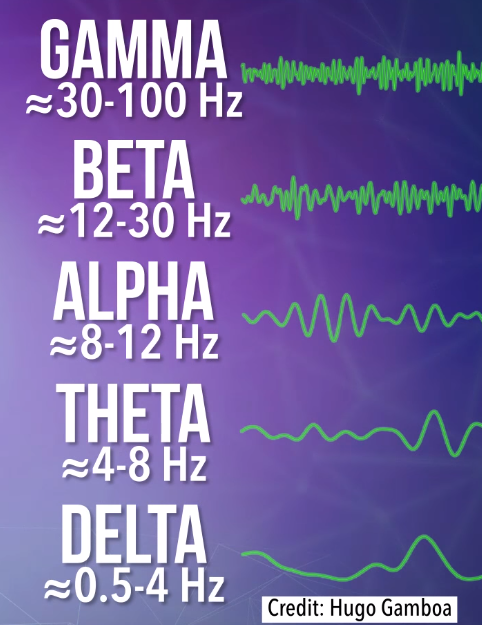 GAMMA
≈30-100 Hz
BETA
≈12-30 Hz
ALPHA
≈8-12 Hz
THETA
≈4-8 Hz
DELTA
≈0.5-4 Hz
Credit: Hugo Gamboa